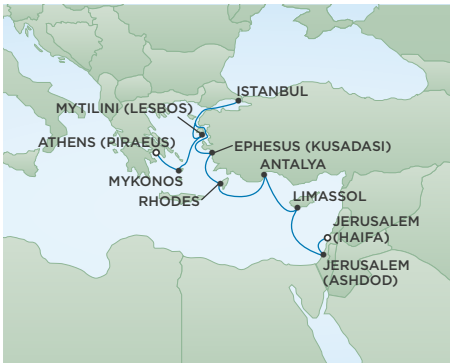 ISTANBUL
MYTILINI (LESBOS)
ATHENS (PIRAEUS)
EPHESUS (KUSADASI)
ANTALYA
MYKONOS
RHODES
LIMASSOL
JERUSALEM
(HAIFA)
JERUSALEM
(ASHDOD)